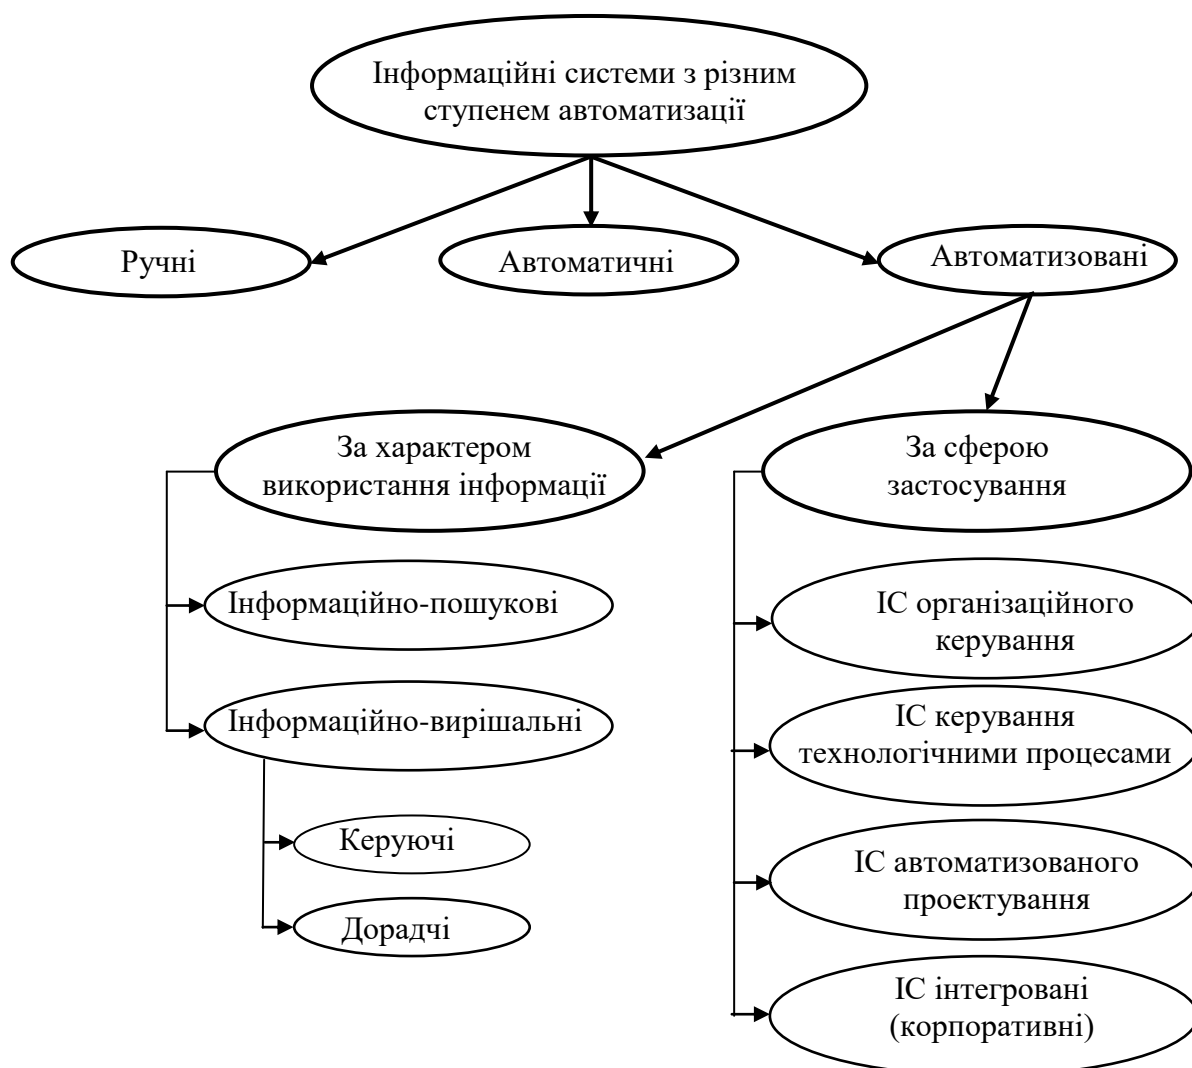 Інформаційні системи з різним
ступенем автоматизації
Ручні
Автоматичні
Автоматизовані
За характером
використання інформації
За сферою
застосування
Інформаційно-пошукові
ІС організаційного
керування
Інформаційно-вирішальні
ІС керування
технологічними процесами
Керуючі
ІС автоматизованого
проектування
Дорадчі
ІС інтегровані
(корпоративні)